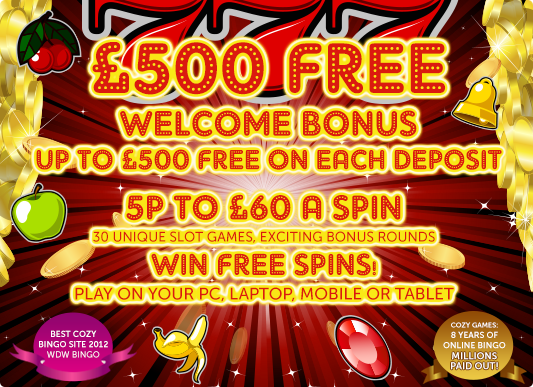 777
£500 FREE
WELCOME BONUS
UP TO £500 FREE ON EACH DEPOSIT
5P TO £60 A SPIN
30 UNIQUE SLOT GAMES, EXCITING BONUS ROUNDS
WIN FREE SPINS!
PLAY ON YOUR PC, LAPTOP, MOBILE OR TABLET
BEST COZY
BINGO SITE 2012
WDW BINGO
COZY GAMES:
8 YEARS OF
ONLINE BINGO
MILLIONS
PAID OUT!